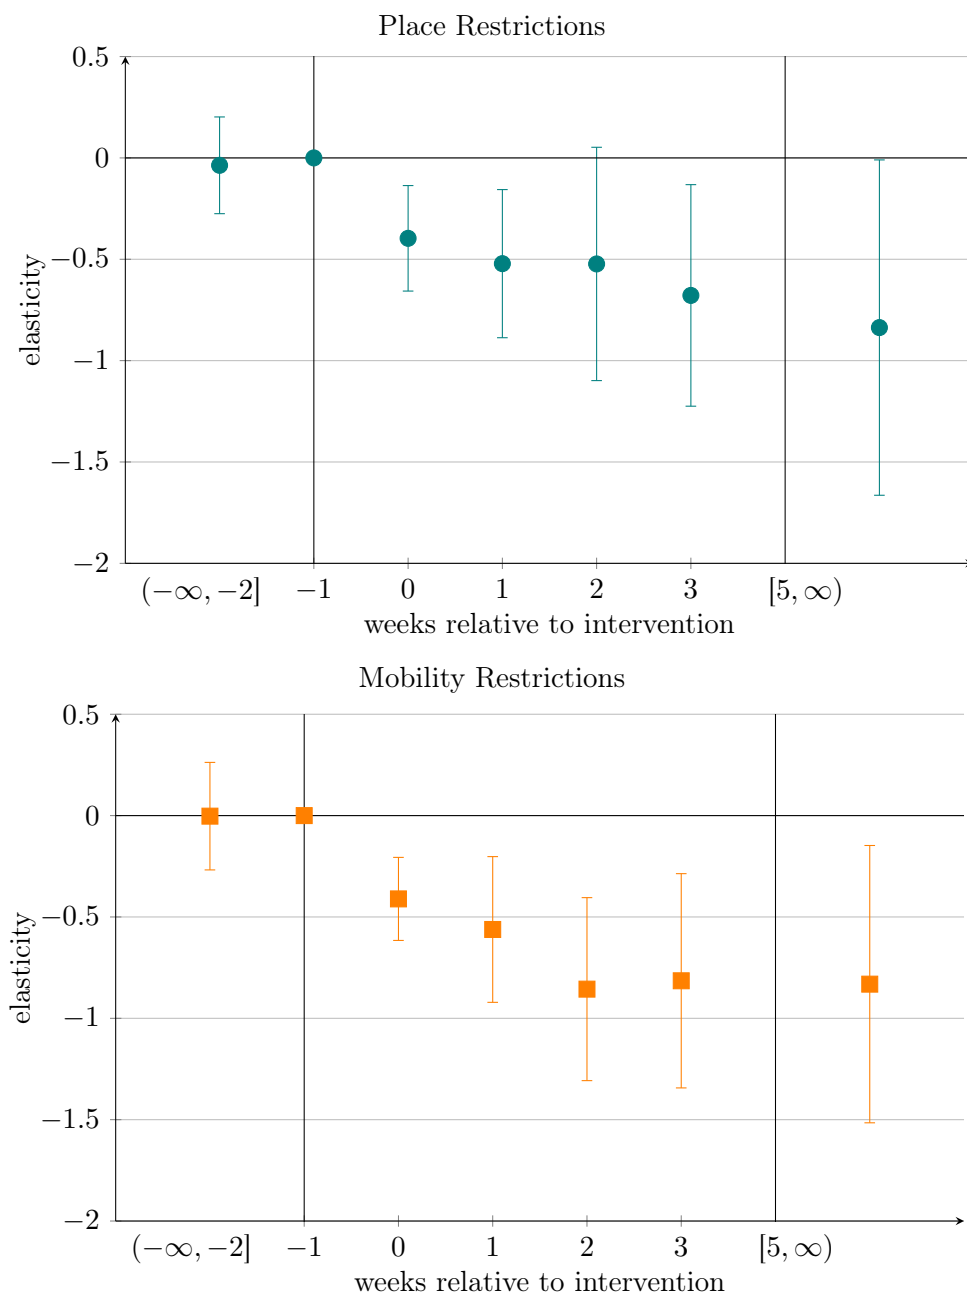 Place Restrictions
0.5
0
−0.5
−1
−1.5
−2
elasticity
(−∞, −2] −1 0 1 2 3 [5, ∞)
weeks relative to intervention
Mobility Restrictions
0.5
0
−0.5
−1
−1.5
−2
elasticity
(−∞, −2] −1 0 1 2 3 [5, ∞)
weeks relative to intervention